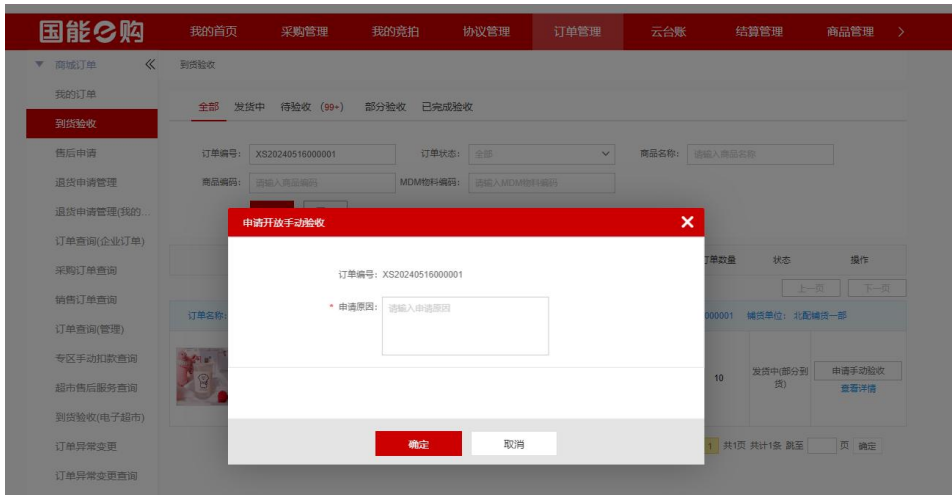 国能e购 我的首页 采购管理 我的竞拍 协议管理 订单管理 云台账 结算管理 商品管理
商城订单 到货验收
我的订单
全部 发货中 待验收 (99+) 部分验收 已完成验收
到货验收
售后申请 订单编号: XS20240516000001 订单状态: 全部 商品名称: 请输入商品名称
退货申请管理 商品编码: 请输入商品编码 MDM物料编码: 请输入MDM物料编码
退货申请管理(我的...
申请开放手动验收
订单查询(企业订单)
订单数量 状态 操作
采购订单查询 订单编号: XS20240516000001
上一页 下一页
销售订单查询
* 申请原因: 请输入申请原因
订单名称: 000001 铺货单位: 北配铺货一部
订单查询(管理)
专区手动扣款查询
10 发货中(部分到货) 申请手动验收
查看详情
超市售后服务查询
到货验收(电子超市)
订单异常变更 确定 取消 1 共1页 共计1条 跳至 页 确定
订单异常变更查询